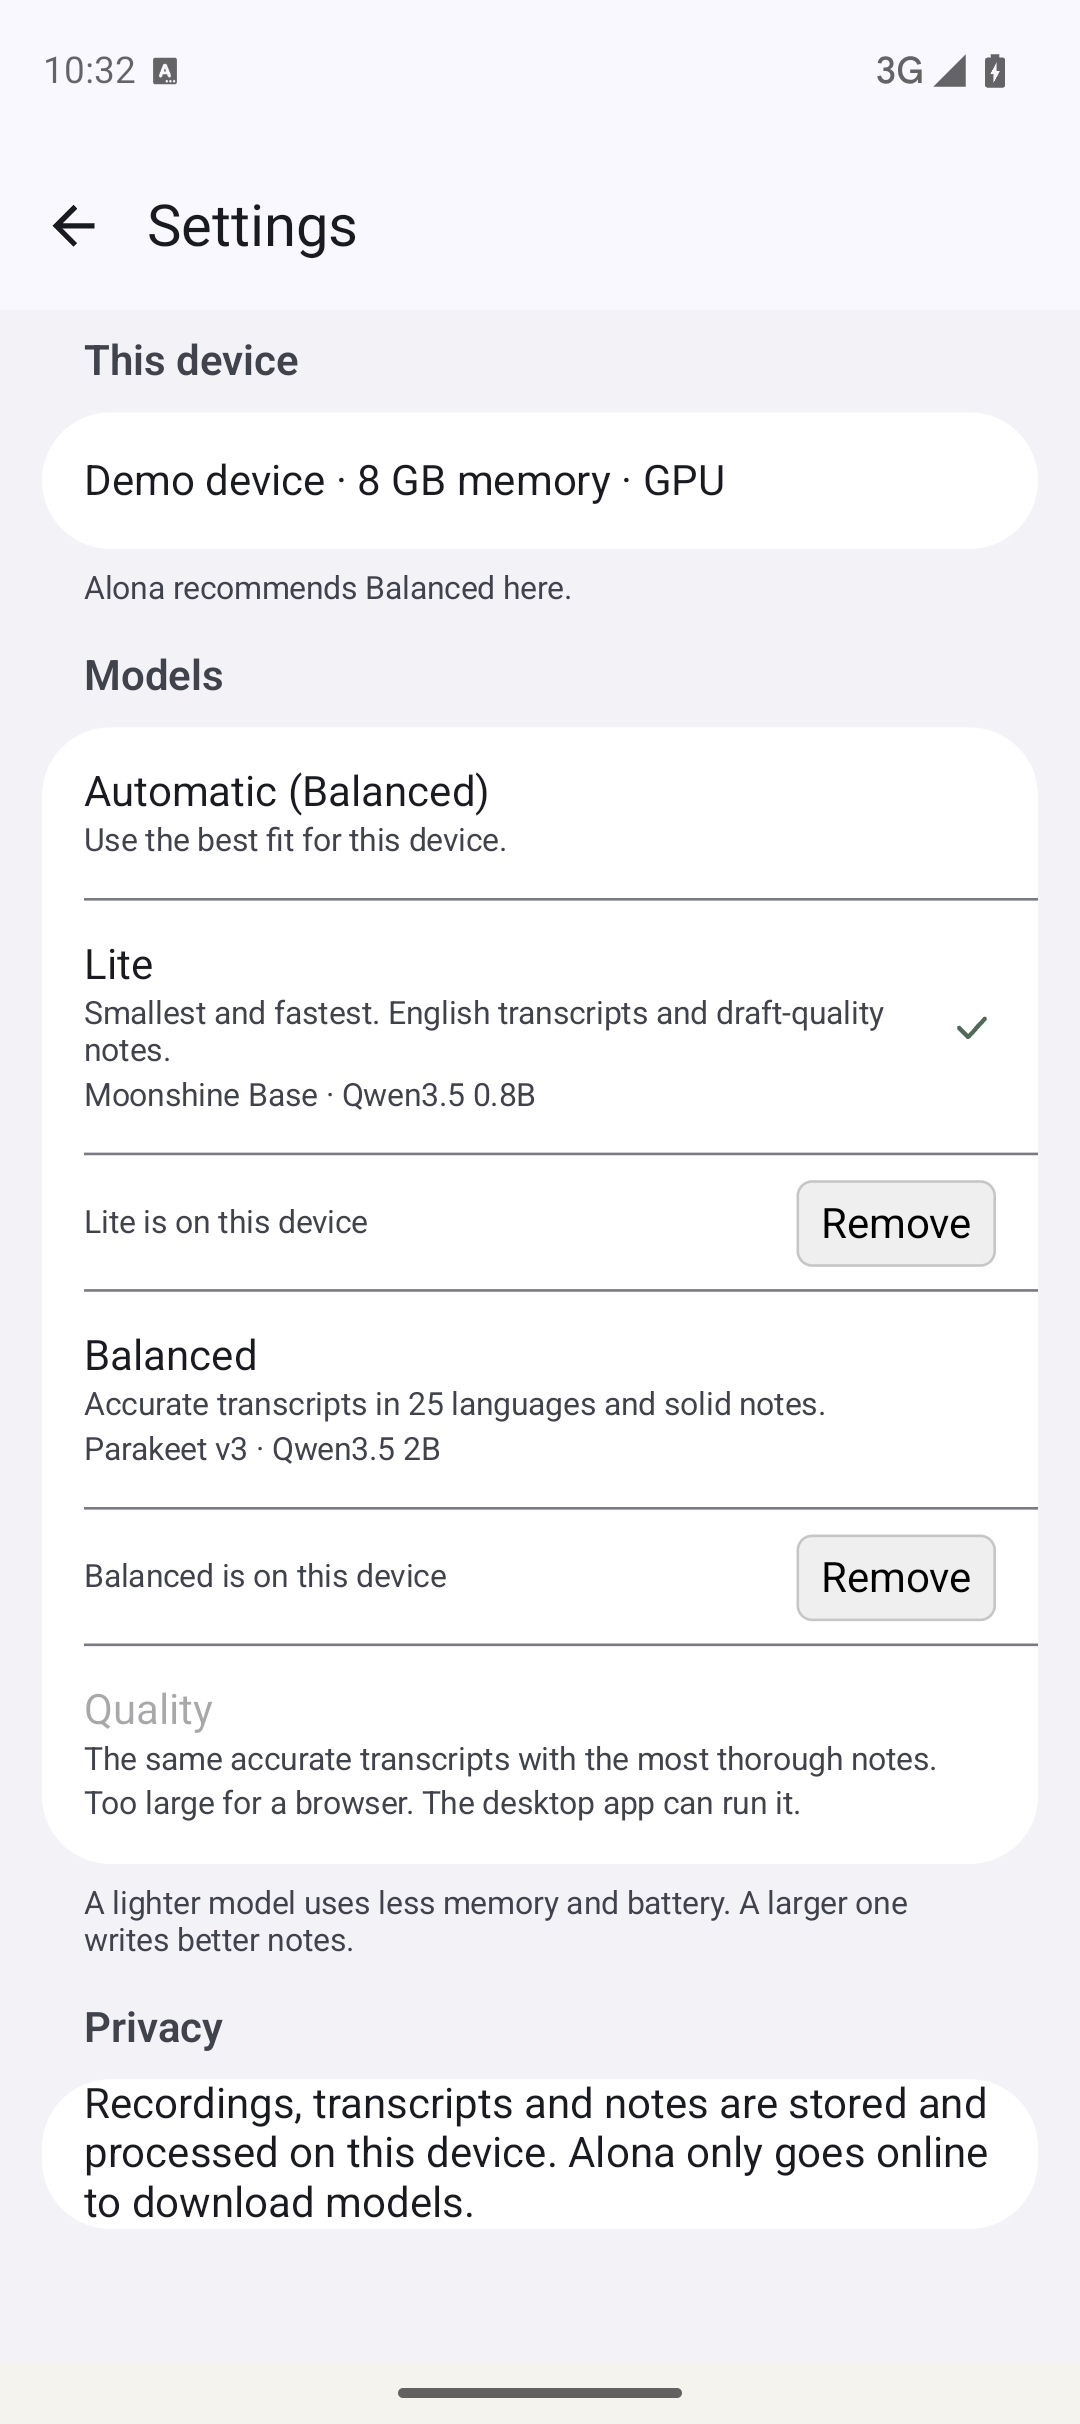 10:32
3G
Settings
This device
Demo device · 8 GB memory · GPU
Alona recommends Balanced here.
Models
Automatic (Balanced)
Use the best fit for this device.
Lite
Smallest and fastest. English transcripts and draft-quality
notes.
Moonshine Base · Qwen3.5 0.8B
Lite is on this device
Remove
Balanced
Accurate transcripts in 25 languages and solid notes.
Parakeet v3 · Qwen3.5 2B
Balanced is on this device
Remove
Quality
The same accurate transcripts with the most thorough notes.
Too large for a browser. The desktop app can run it.
A lighter model uses less memory and battery. A larger one
writes better notes.
Privacy
Recordings, transcripts and notes are stored and
processed on this device. Alona only goes online
to download models.